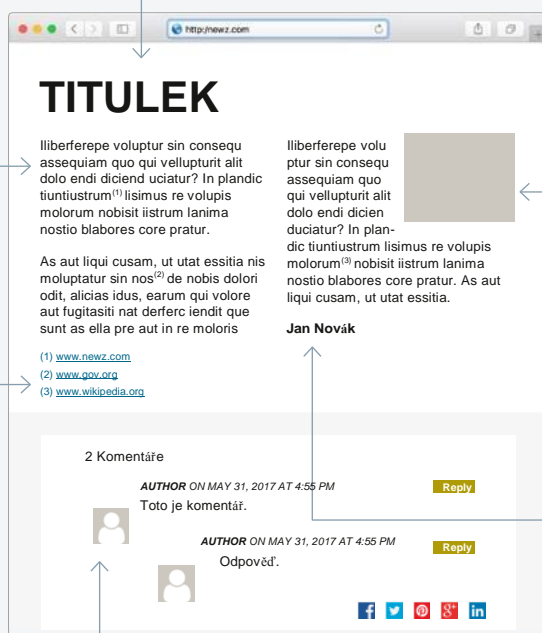 http:/newz.com
TITULEK
Iliberferepe voluptur sin consequ
assequiam quo qui vellupturit alit
dolo endi diciend uciatur? In plandic
tiuntiustrum(1) lisimus re volupis
molorum nobisit iistrum lanima
nostio blabores core pratur.
As aut liqui cusam, ut utat essitia nis
moluptatur sin nos(2) de nobis dolori
odit, alicias idus, earum qui volore
aut fugitasiti nat derferc iendit que
sunt as ella pre aut in re moloris
(1) www.newz.com
(2) www.gov.org
(3) www.wikipedia.org
Iliberferepe volu
ptur sin consequ
assequiam quo
qui vellupturit alit
dolo endi dicien
duciatur? In plan-
dic tiuntiustrum lisimus re volupis
molorum(3) nobisit iistrum lanima
nostio blabores core pratur. As aut
liqui cusam, ut utat essitia.
Jan Novák
2 Komentáře
AUTHOR ON MAY 31, 2017 AT 4:55 PM
Reply
Toto je komentář.
AUTHOR ON MAY 31, 2017 AT 4:55 PM
Reply
Odpověď.